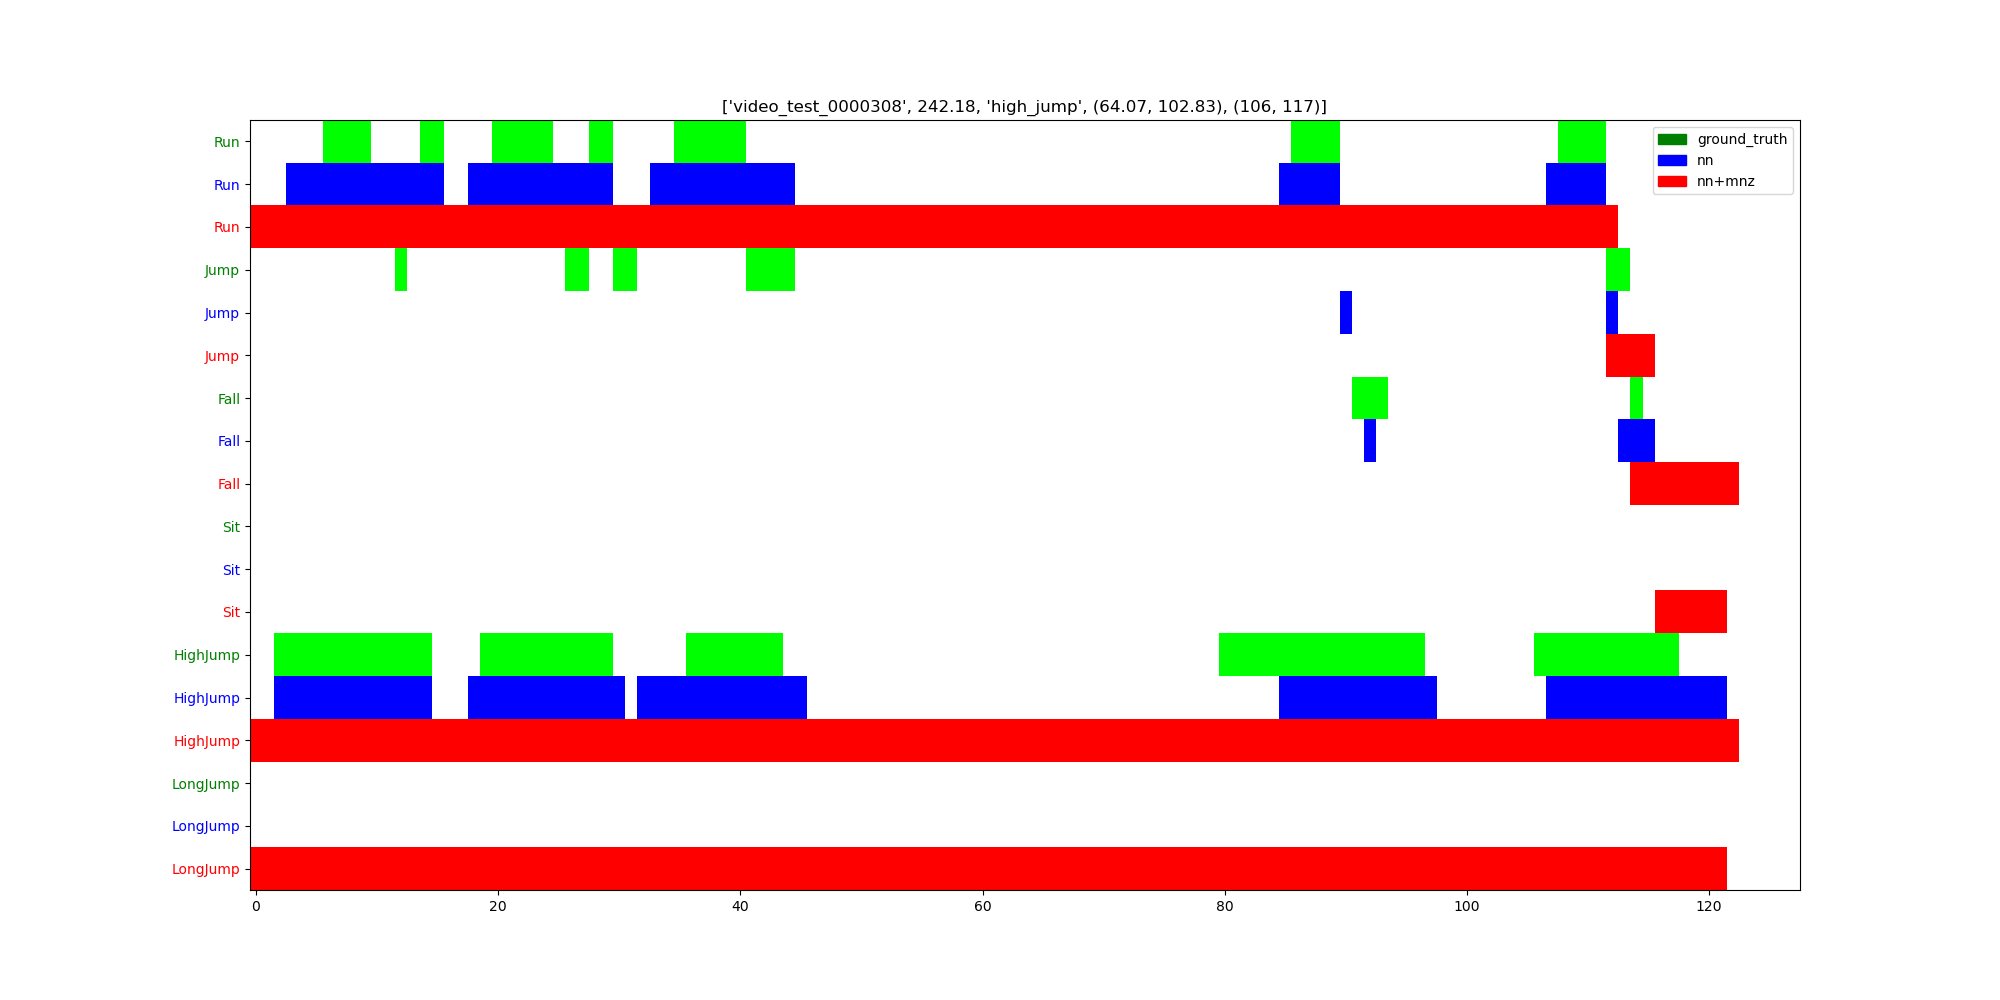 ['video_test_0000308', 242.18, 'high_jump', (64.07, 102.83), (106, 117)]
ground_truth
nn
nn+mnz
Run
Run
Run
Jump
Jump
Jump
Fall
Fall
Fall
Sit
Sit
Sit
HighJump
HighJump
HighJump
LongJump
LongJump
LongJump
0 20 40 60 80 100 120